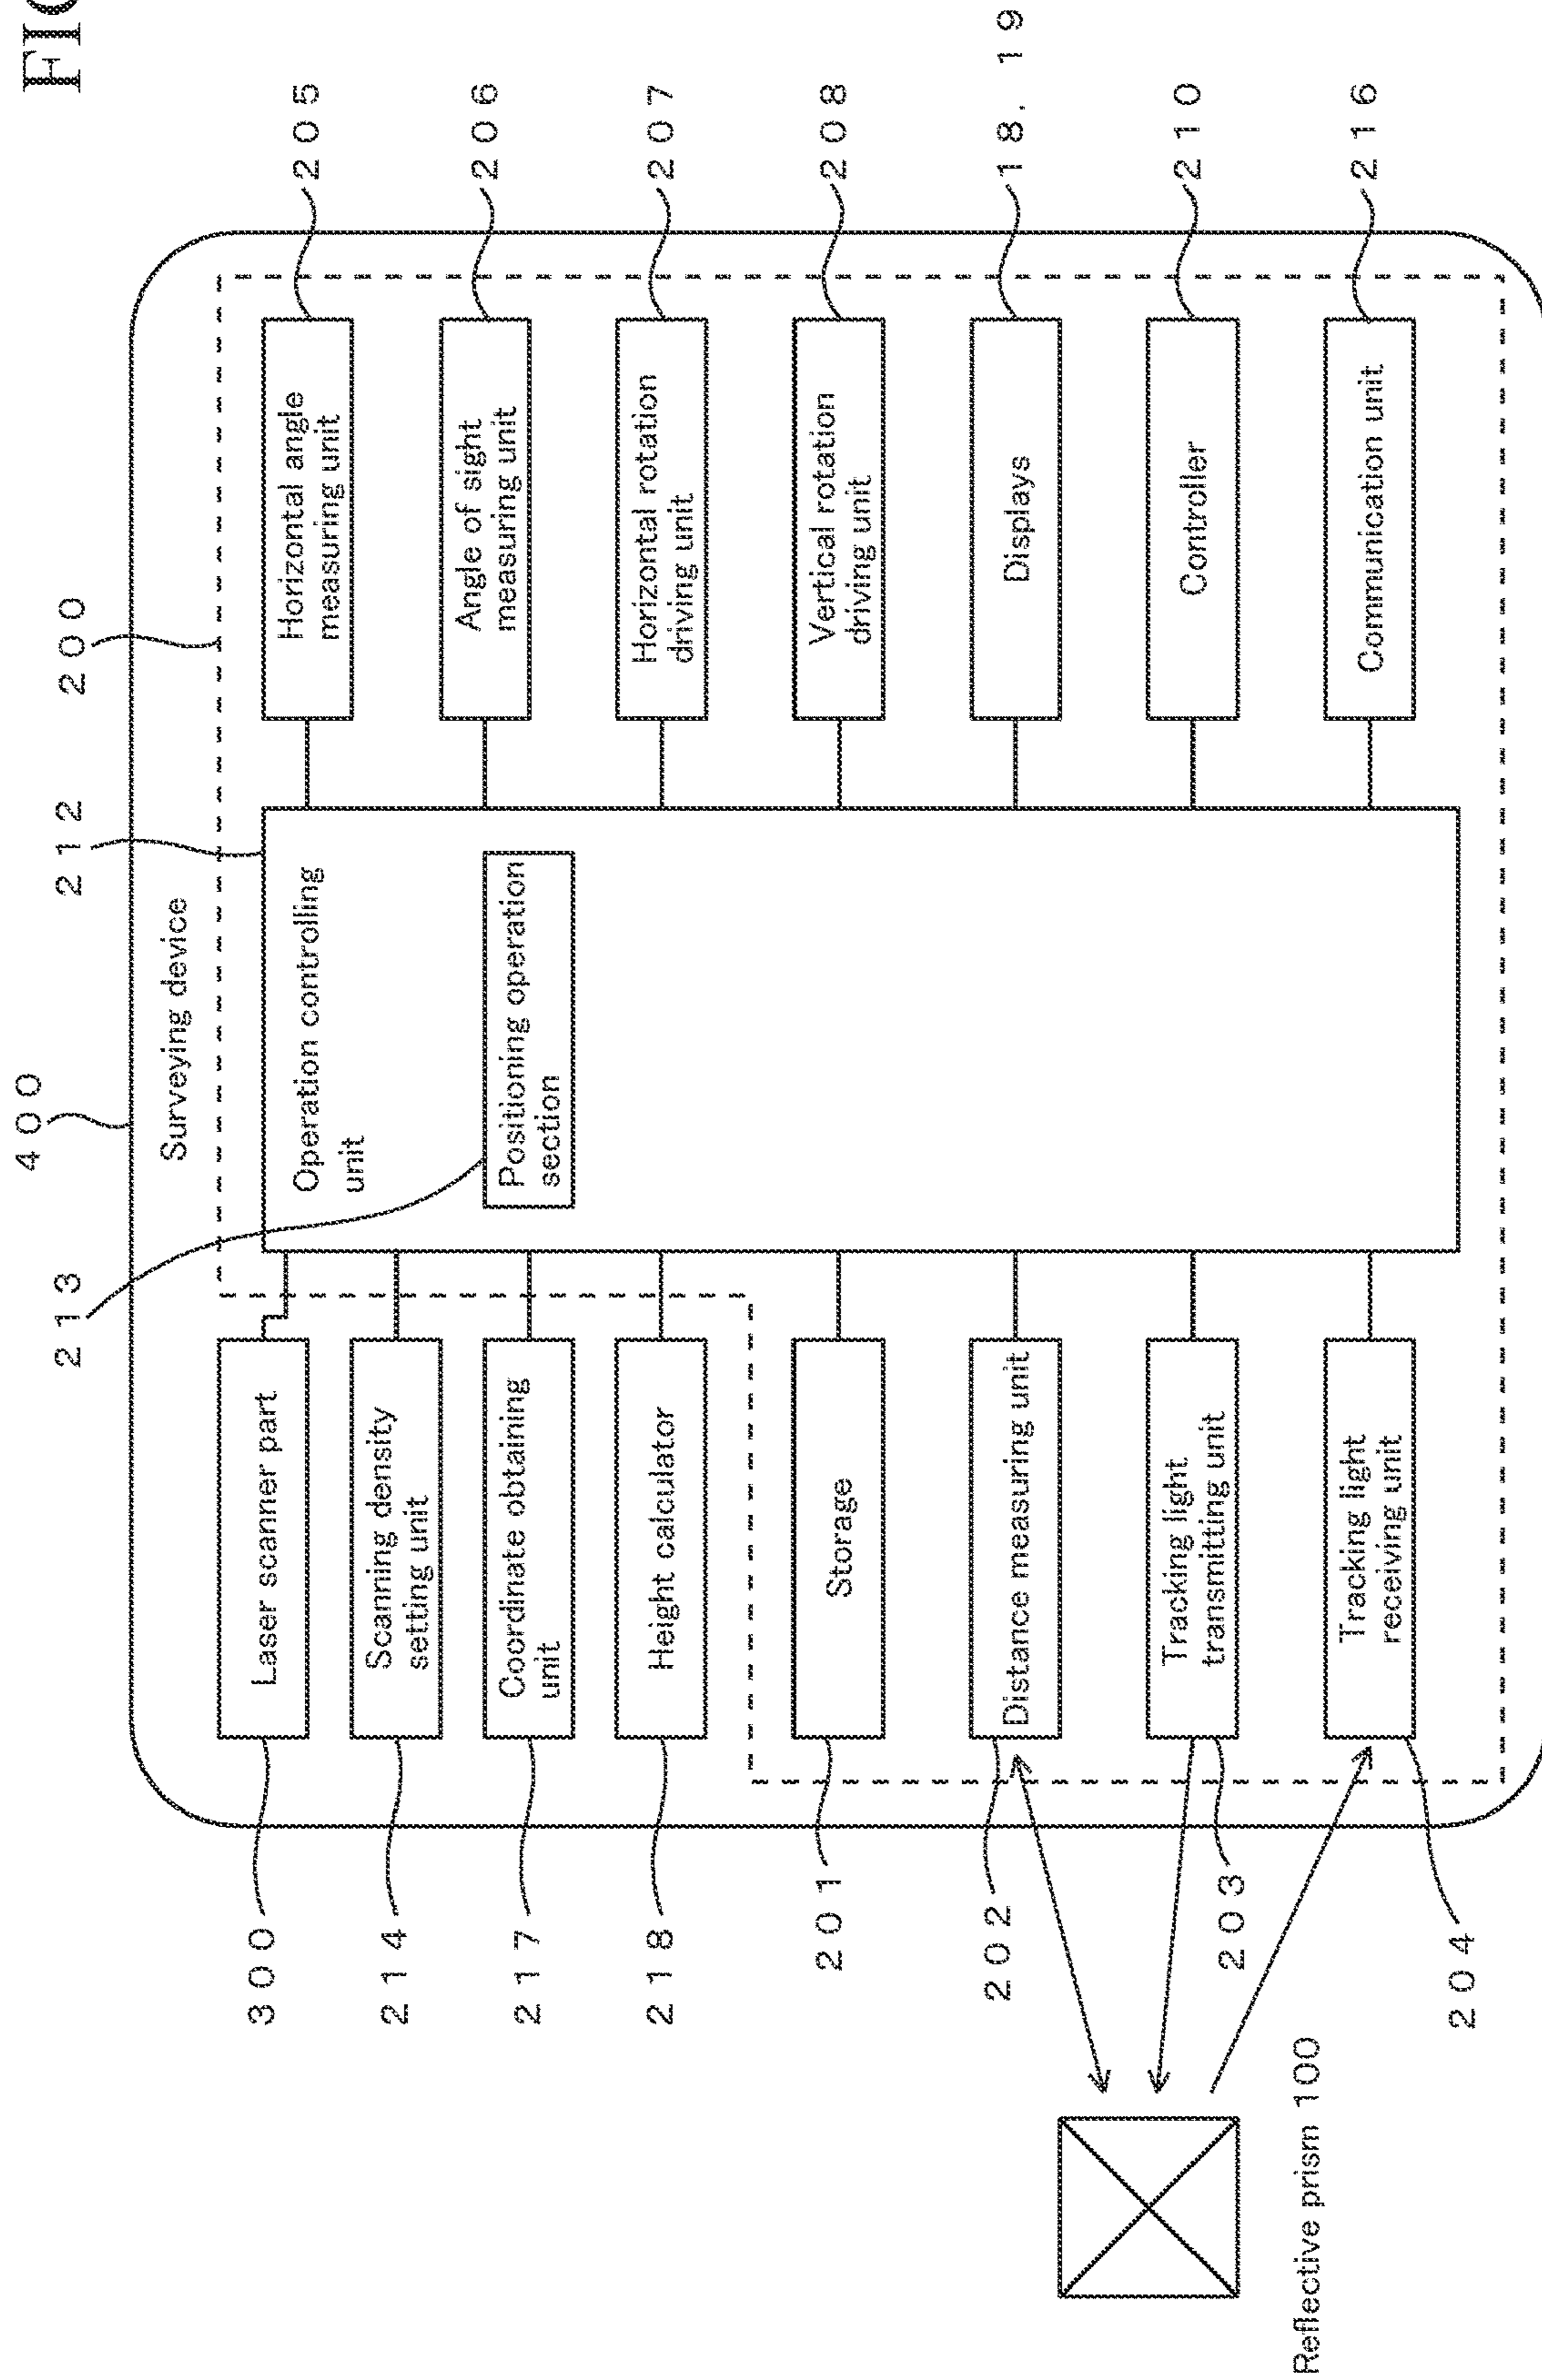 FIG
400
Surveying device
213
212
200
300
Laser scanner part
214
Scanning density
setting unit
217
Coordinate obtaining
unit
218
Height calculator
201
Storage
202
Distance measuring unit
203
Tracking light
transmitting unit
204
Tracking light
receiving unit
Operation controlling
unit
Positioning operation
section
Horizontal angle
measuring unit
205
Angle of sight
measuring unit
206
Horizontal rotation
driving unit
207
Vertical rotation
driving unit
208
Displays
18. 19
Controller
210
Communication unit
216
Reflective prism 100